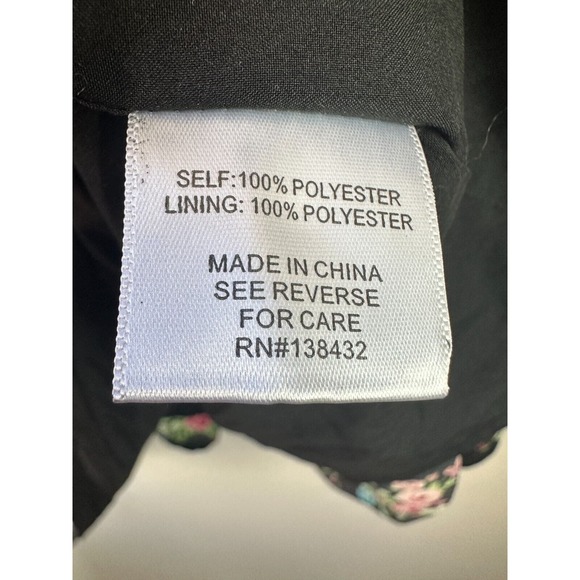 SELF:100% POLYESTER
LINING: 100% POLYESTER
MADE IN CHINA
SEE REVERSE
FOR CARE
RN#138432